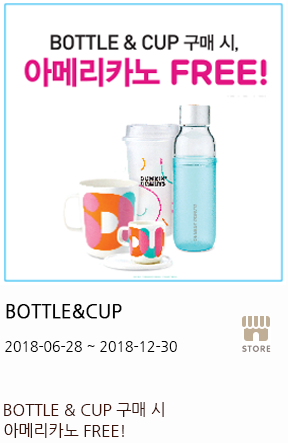 BOTTLE & CUP 구매 시,
아메리카노 FREE!
DUNKIN'
DONUTS
DU
BOTTLE&CUP
2018-06-28 ~ 2018-12-30
STORE
BOTTLE & CUP 구매 시
아메리카노 FREE!